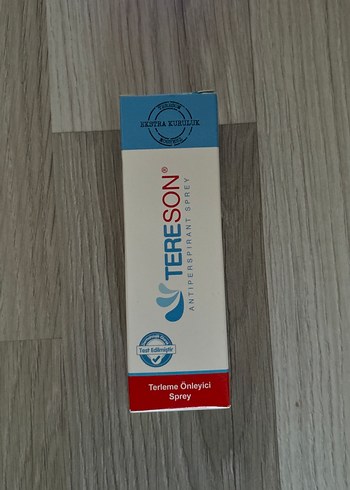 EKSTRA KURULUK
TERESON®
ANTIPERSPIRANT SPREY
Test Edilmiştir
Terleme Önleyici
Sprey